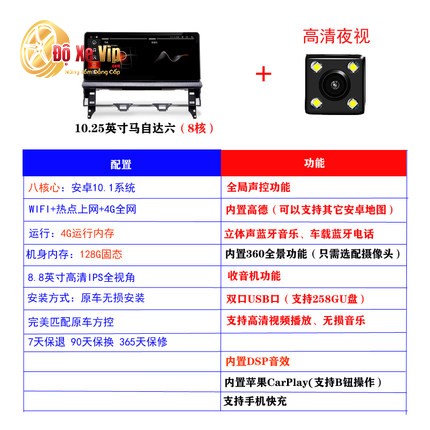 Độ Xe Vip
Nâng Tầm Đẳng Cấp
高清夜视
+
10.25英寸马自达六（8核）
配置 功能
八核心：安卓10.1系统 全局声控功能
WIFI+热点上网+4G全网 内置高德（可以支持其它安卓地图）
运行：4G运行内存 立体声蓝牙音乐、车载蓝牙电话
机身内存：128G固态 内置360全景功能（只需选配摄像头）
8.8英寸高清IPS全视角 收音机功能
安装方式：原车无损安装 双口USB口（支持258GU盘）
完美匹配原车方控 支持高清视频播放、无损音乐
7天保退 90天保换 365天保修
内置DSP音效
内置苹果CarPlay(支持B钮操作)
支持手机快充